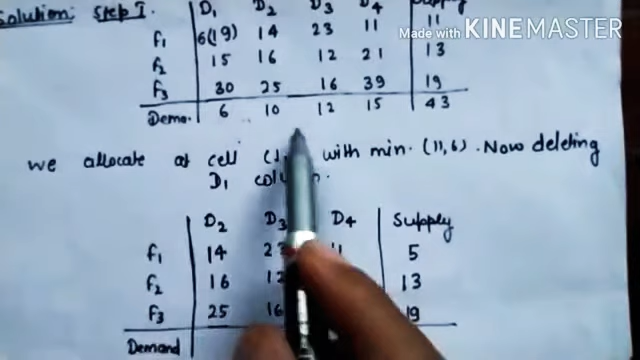 Solution: Step I.
D1 D2 D3 D4 Supply
Made with KINEMASTER
F1 6(19) 14 23 11 11
F2 15 16 12 21 13
F3 30 25 16 39 19
Dema. 6 10 12 15 43
we allocate at cell with min. (11,6). Now deleting
D1
D2 D3 D4 Supply
F1 14 5
F2 16 13
F3 25 16 19
Demand